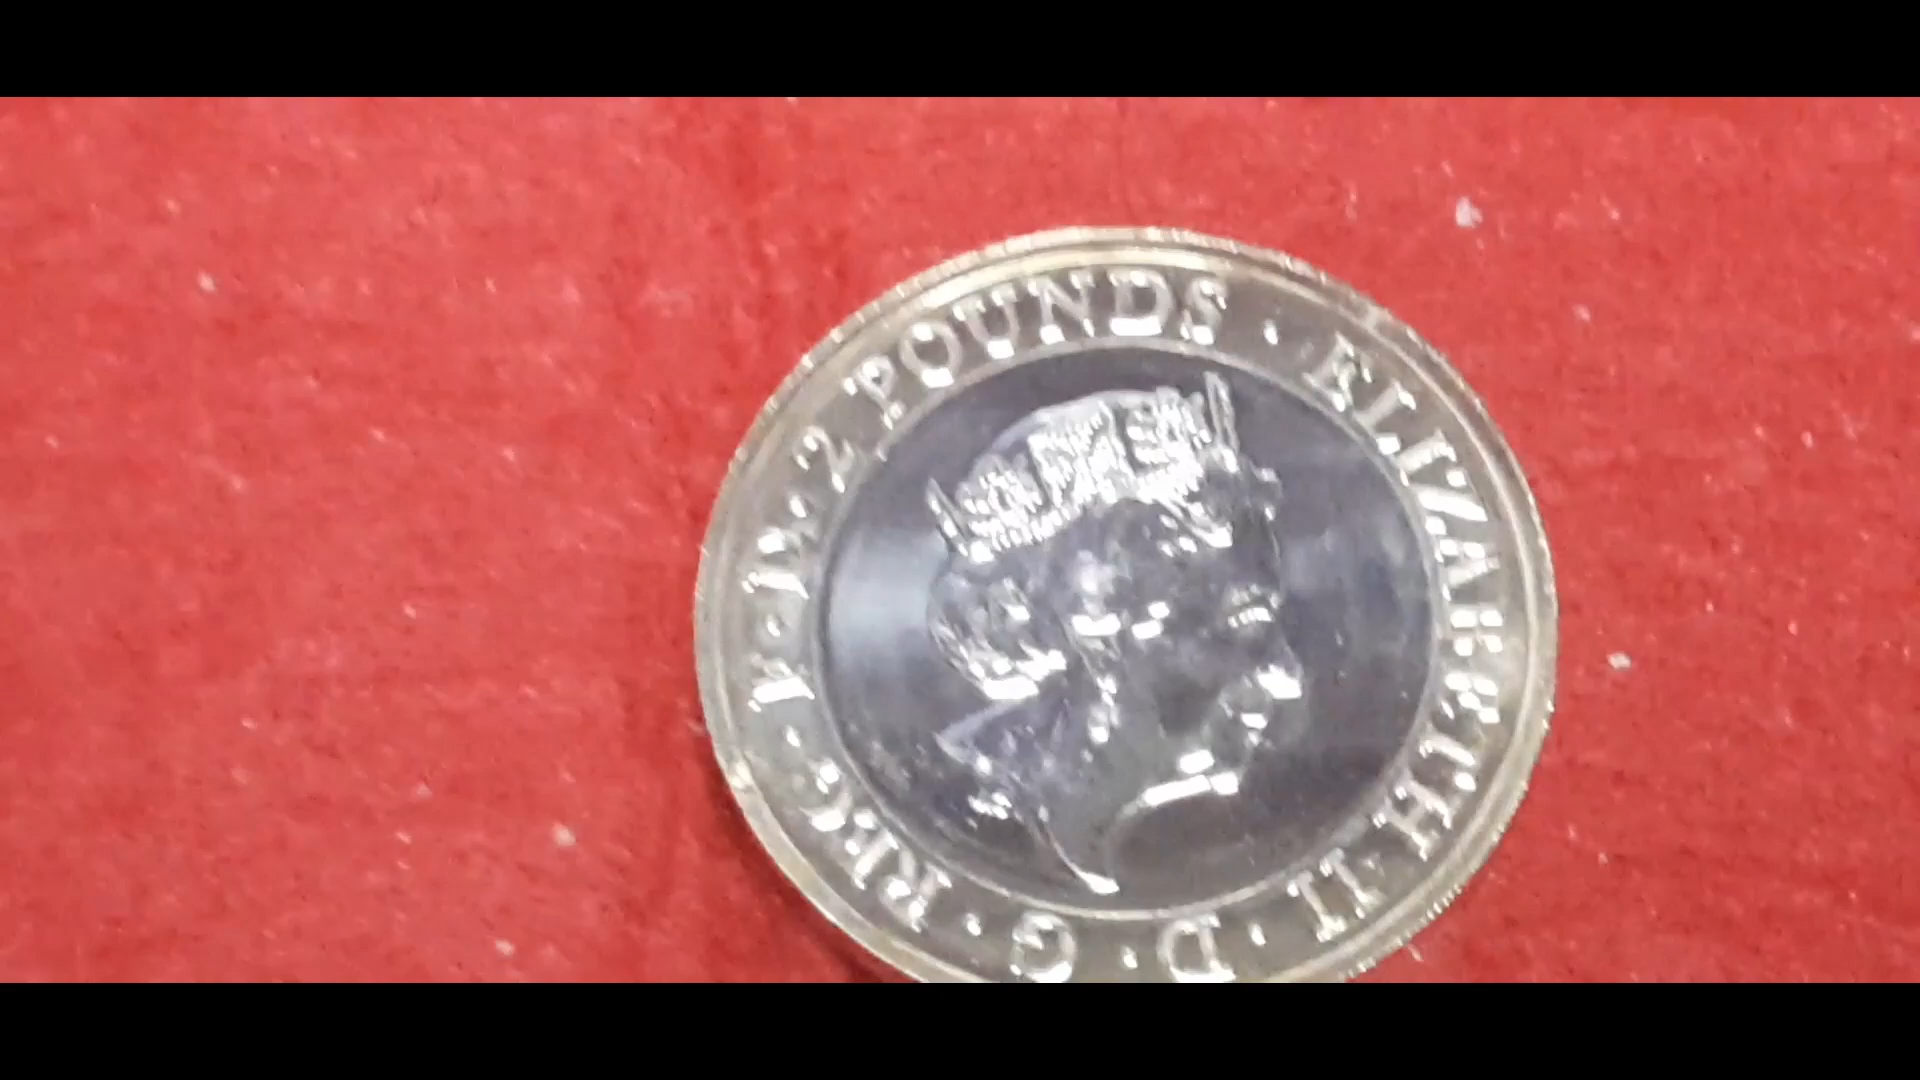 ELIZABETH II · D · G · REG · F · D · 2 POUNDS ·